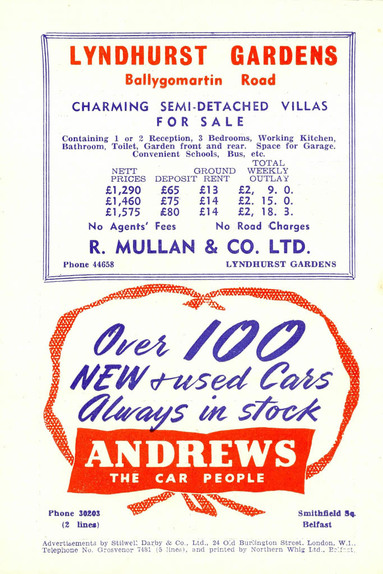 LYNDHURST GARDENS
Ballygomartin Road
CHARMING SEMI-DETACHED VILLAS
FOR SALE
Containing 1 or 2 Reception, 3 Bedrooms, Working Kitchen,
Bathroom, Toilet, Garden front and rear. Space for Garage.
Convenient Schools, Bus, etc.
TOTAL
NETT GROUND WEEKLY
PRICES DEPOSIT RENT OUTLAY
£1,290 £65 £13 £2, 9. 0.
£1,460 £75 £14 £2. 15. 0.
£1,575 £80 £14 £2, 18. 3.
No Agents' Fees No Road Charges
R. MULLAN & CO. LTD.
Phone 44658 LYNDHURST GARDENS
Over 100
NEW & used Cars
Always in stock
ANDREWS
THE CAR PEOPLE
Phone 30203 Smithfield Sq.
(2 lines) Belfast
Advertisements by Stilwell Darby & Co., Ltd., 24 Old Burlington Street, London, W.1.,
Telephone No. Grosvenor 7451 (5 lines), and printed by Northern Whig Ltd., Belfast.